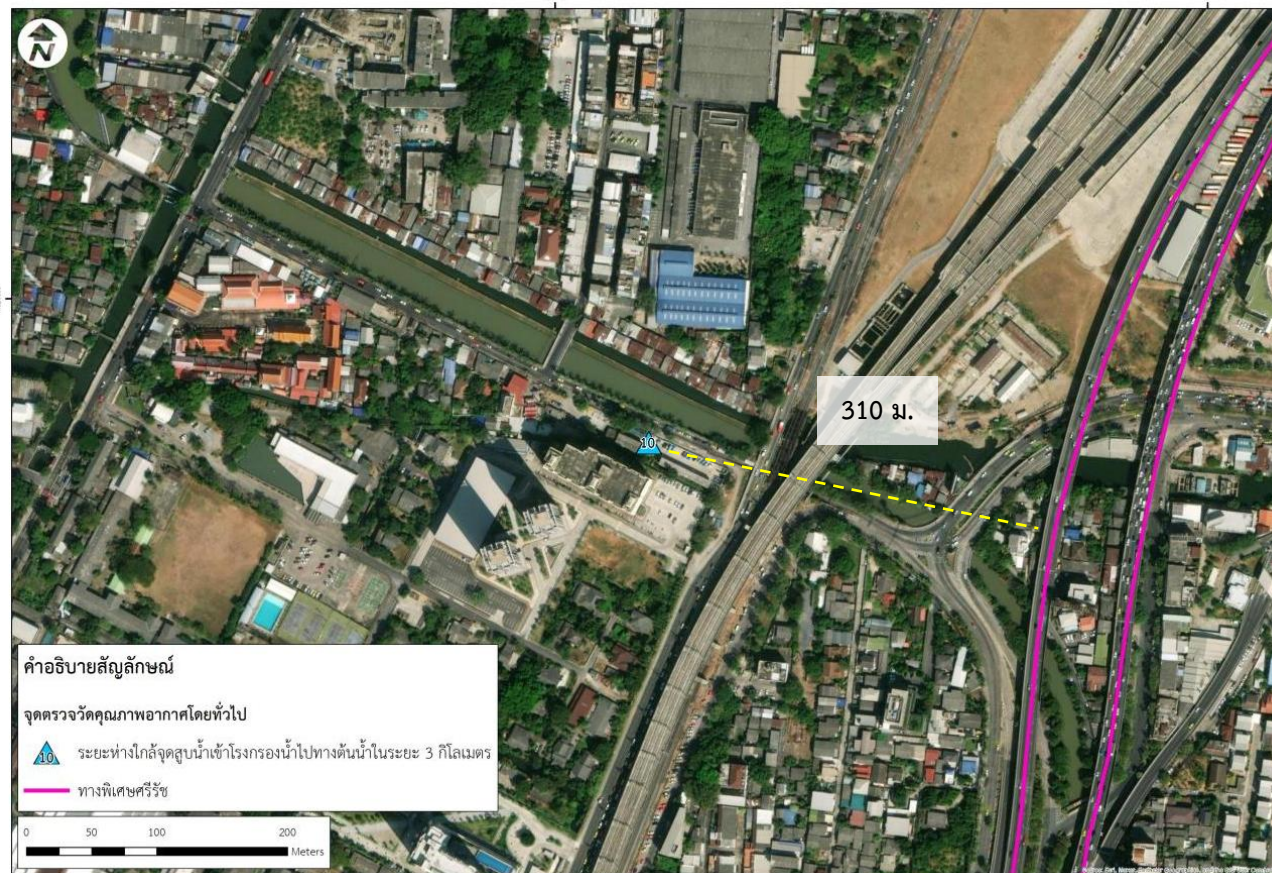 N
10
310 ม.
คำอธิบายสัญลักษณ์
จุดตรวจวัดคุณภาพอากาศโดยทั่วไป
10 ระยะห่างใกล้จุดสูบน้ำเข้าโรงกรองน้ำไปทางต้นน้ำในระยะ 3 กิโลเมตร
ทางพิเศษศรีรัช
0 50 100 200
Meters